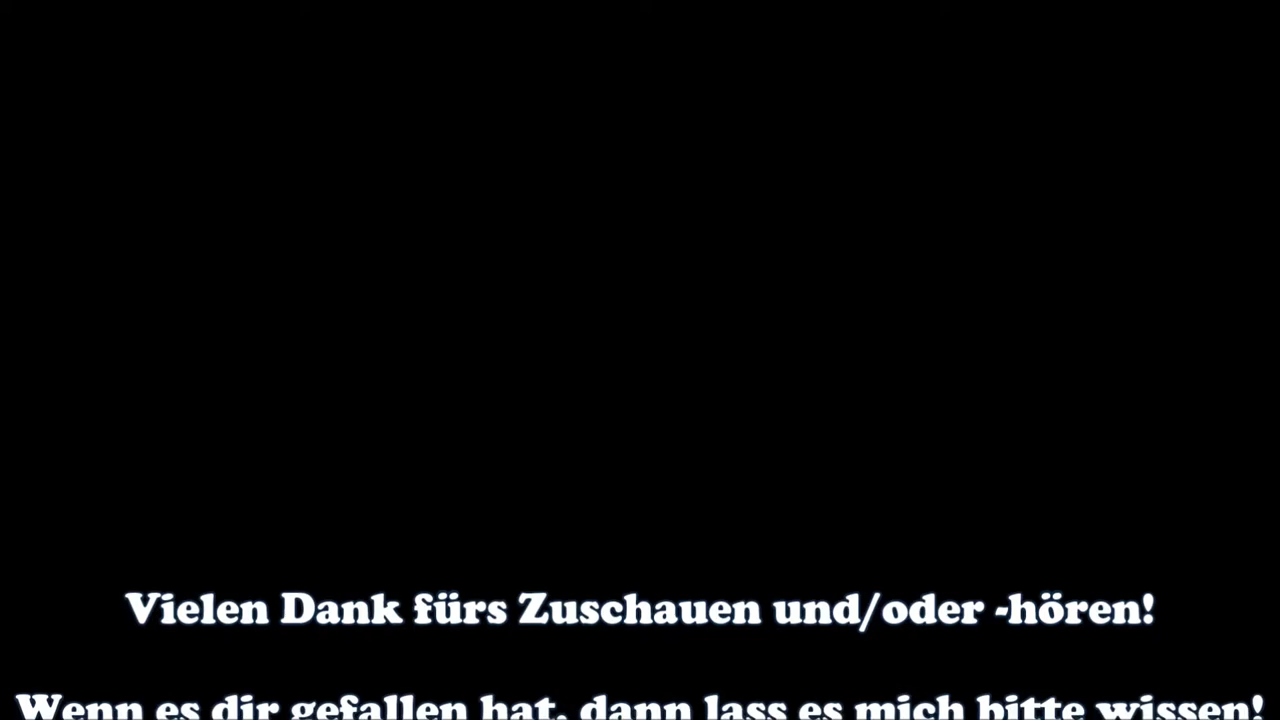 Vielen Dank fürs Zuschauen und/oder -hören!
Wenn es dir gefallen hat, dann lass es mich bitte wissen!